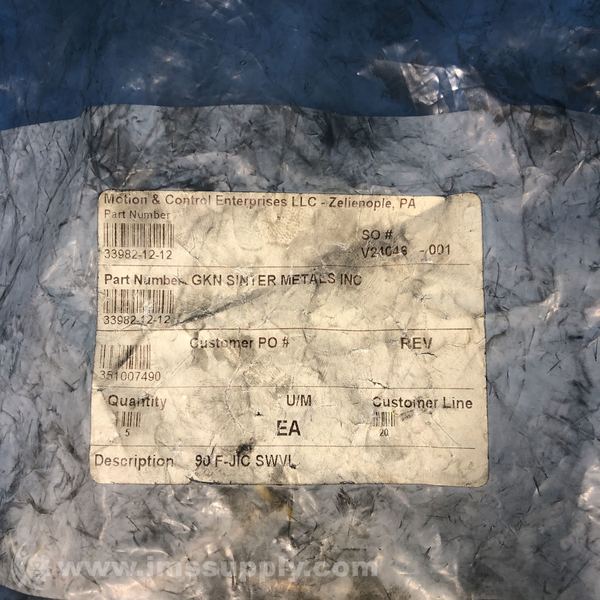 Motion & Control Enterprises LLC - Zelienople, PA
Part Number
SO #
33982-12-12
V24046 -001
Part Number GKN SINTER METALS INC
33982-12-12
Customer PO # REV
351007490
Quantity U/M Customer Line
5 EA 20
Description 90 F-JIC SWVL
www.imssupply.com